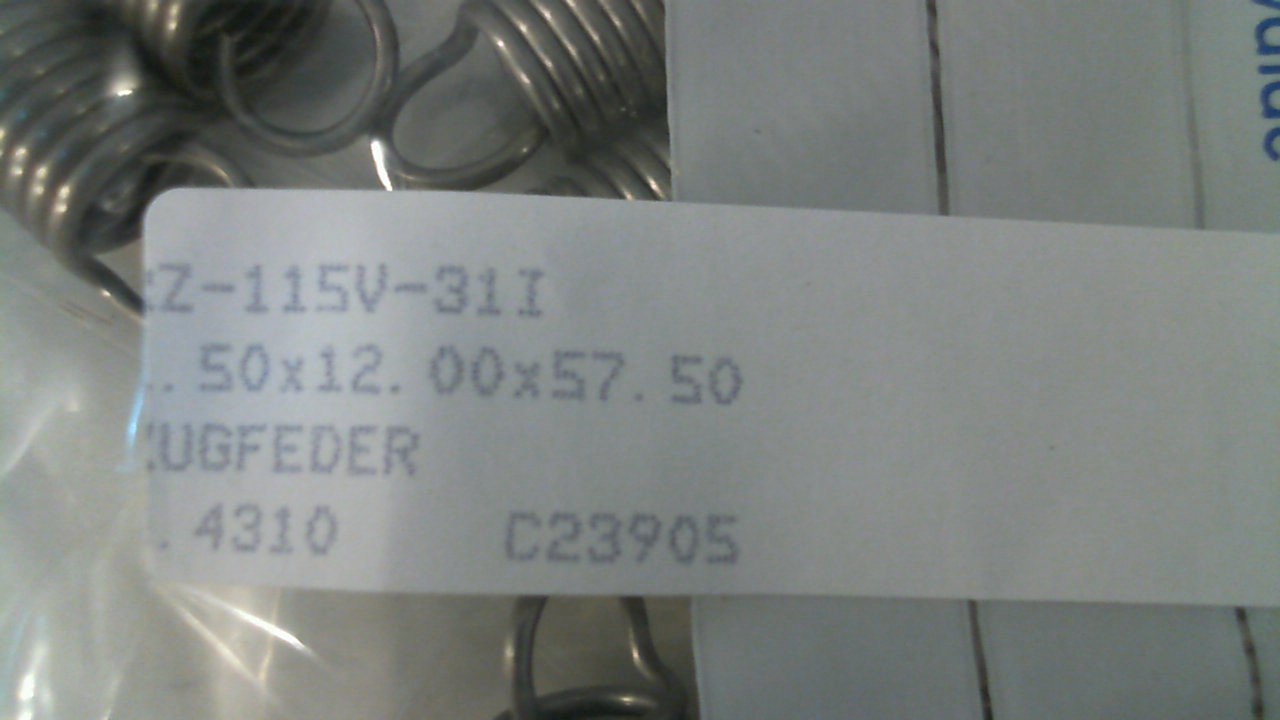 Z-115V-31I
.50x12.00x57.50
UGFEDER
.4310 C23905